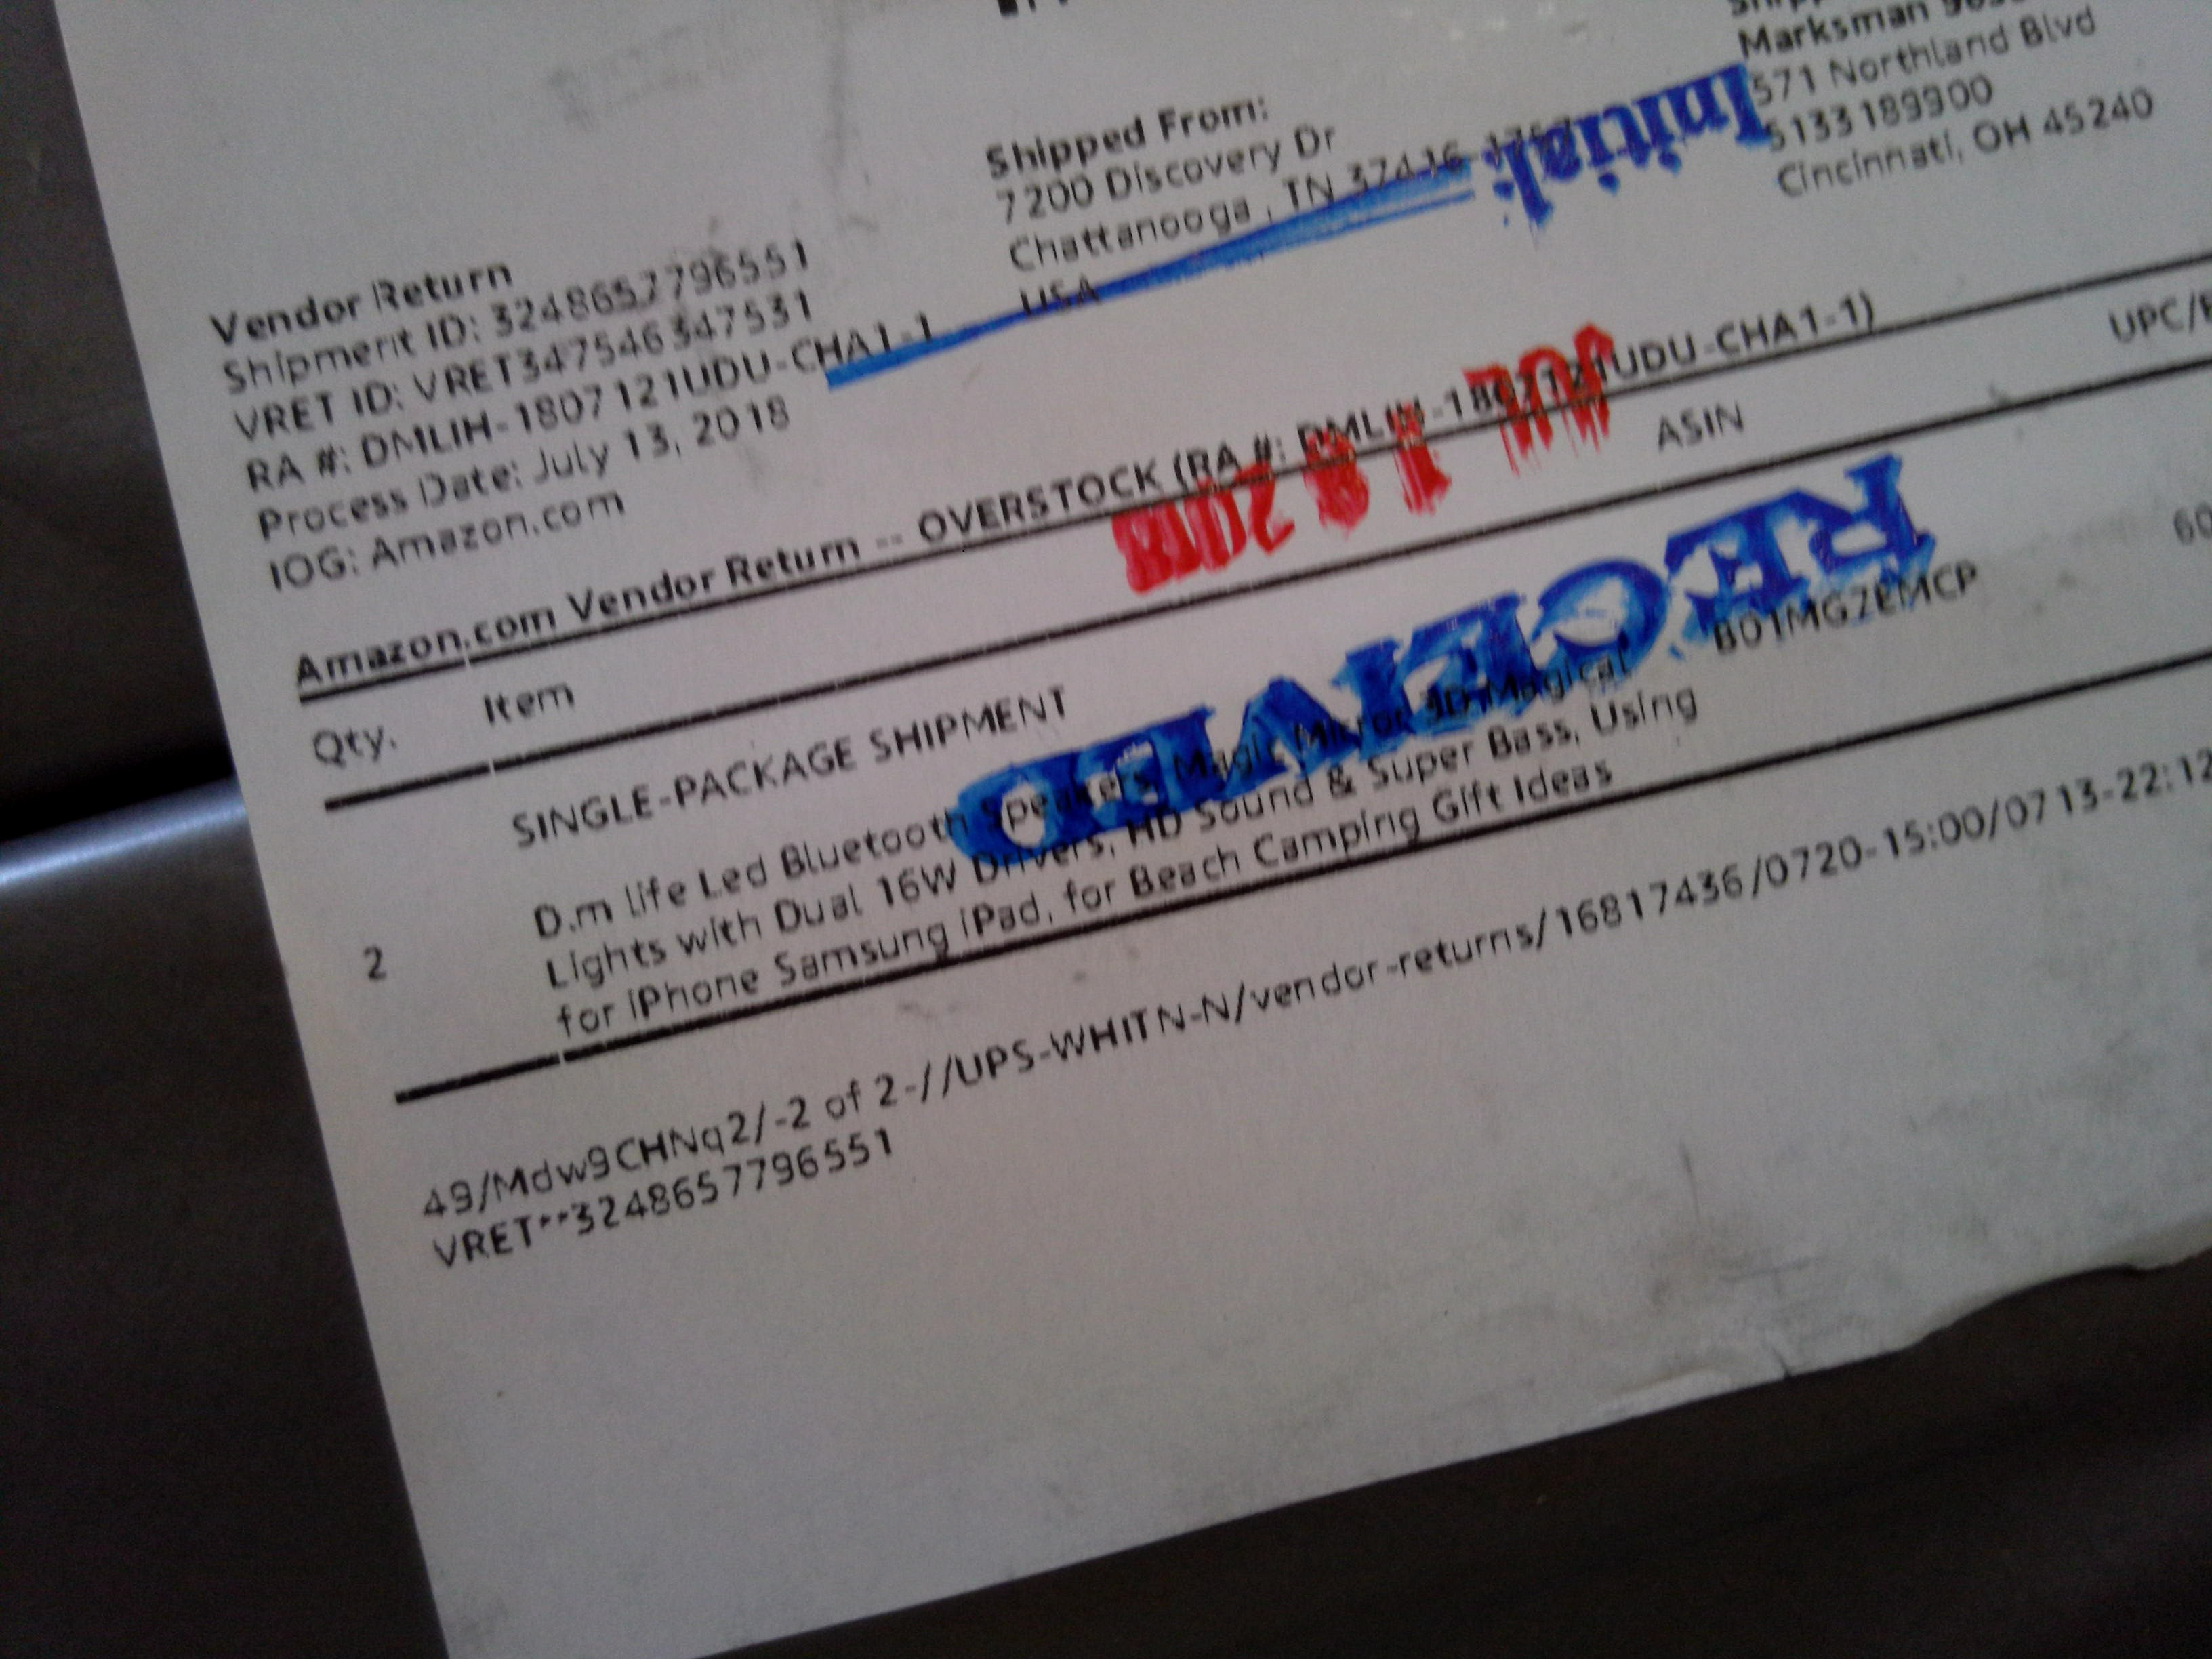 Vendor Return
Shipment ID: 3248657796551
VRET ID: VRET347546347531
RA #: DMLIH-1807121UDU-CHA1-1
Process Date: July 13, 2018
IOG: Amazon.com
Shipped From:
7200 Discovery Dr
Chattanooga , TN 37416
USA
Marksman
571 Northland Blvd
5133189900
Cincinnati, OH 45240
Initial:
Amazon.com Vendor Return -- OVERSTOCK (RA #: DMLIH-1807121UDU-CHA1-1)
JUL 18 2018
Qty. Item ASIN UPC/
RECEIVED
SINGLE-PACKAGE SHIPMENT
2 D.m life Led Bluetooth Speakers, Magic Mirror 3D Magical B01MGZEMCP 60
Lights with Dual 16W Drivers, HD Sound & Super Bass, Using
for iPhone Samsung iPad, for Beach Camping Gift Ideas
49/Mdw9CHNq2/-2 of 2-//UPS-WHITN-N/vendor-returns/16817436/0720-15:00/0713-22:12
VRET**3248657796551